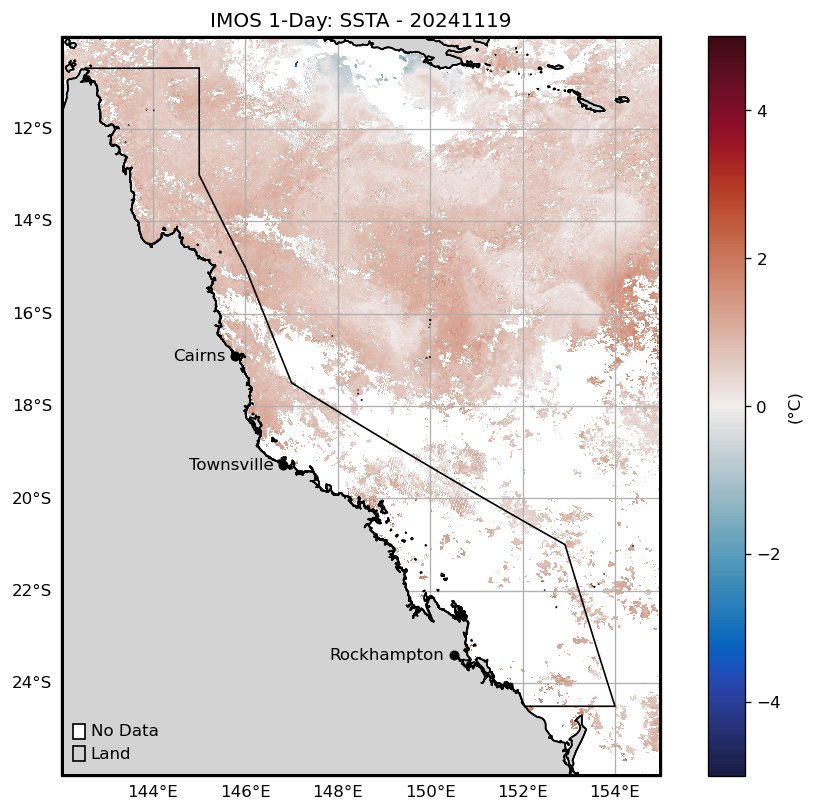 IMOS 1-Day: SSTA - 20241119
12°S
14°S
16°S
18°S
20°S
22°S
24°S
Cairns
Townsville
Rockhampton
No Data
Land
144°E 146°E 148°E 150°E 152°E 154°E
4
2
0
−2
−4
(°C)